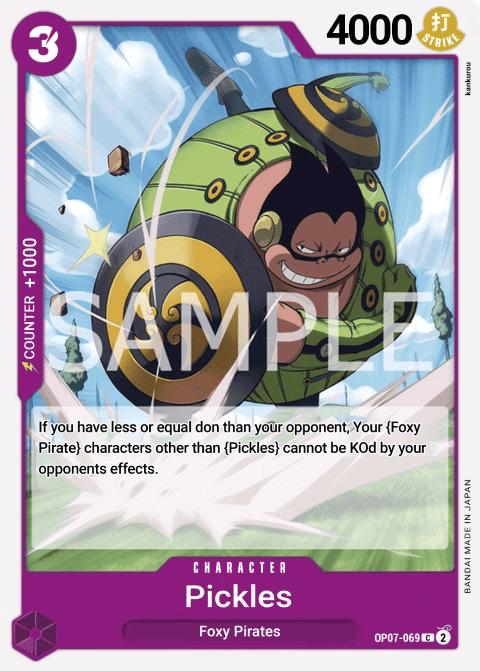 3
4000
打
STRIKE
kankurou
COUNTER +1000
SAMPLE
If you have less or equal don than your opponent, Your {Foxy
Pirate} characters other than {Pickles} cannot be KOd by your
opponents effects.
BANDAI MADE IN JAPAN
CHARACTER
Pickles
Foxy Pirates
OP07-069 C 2